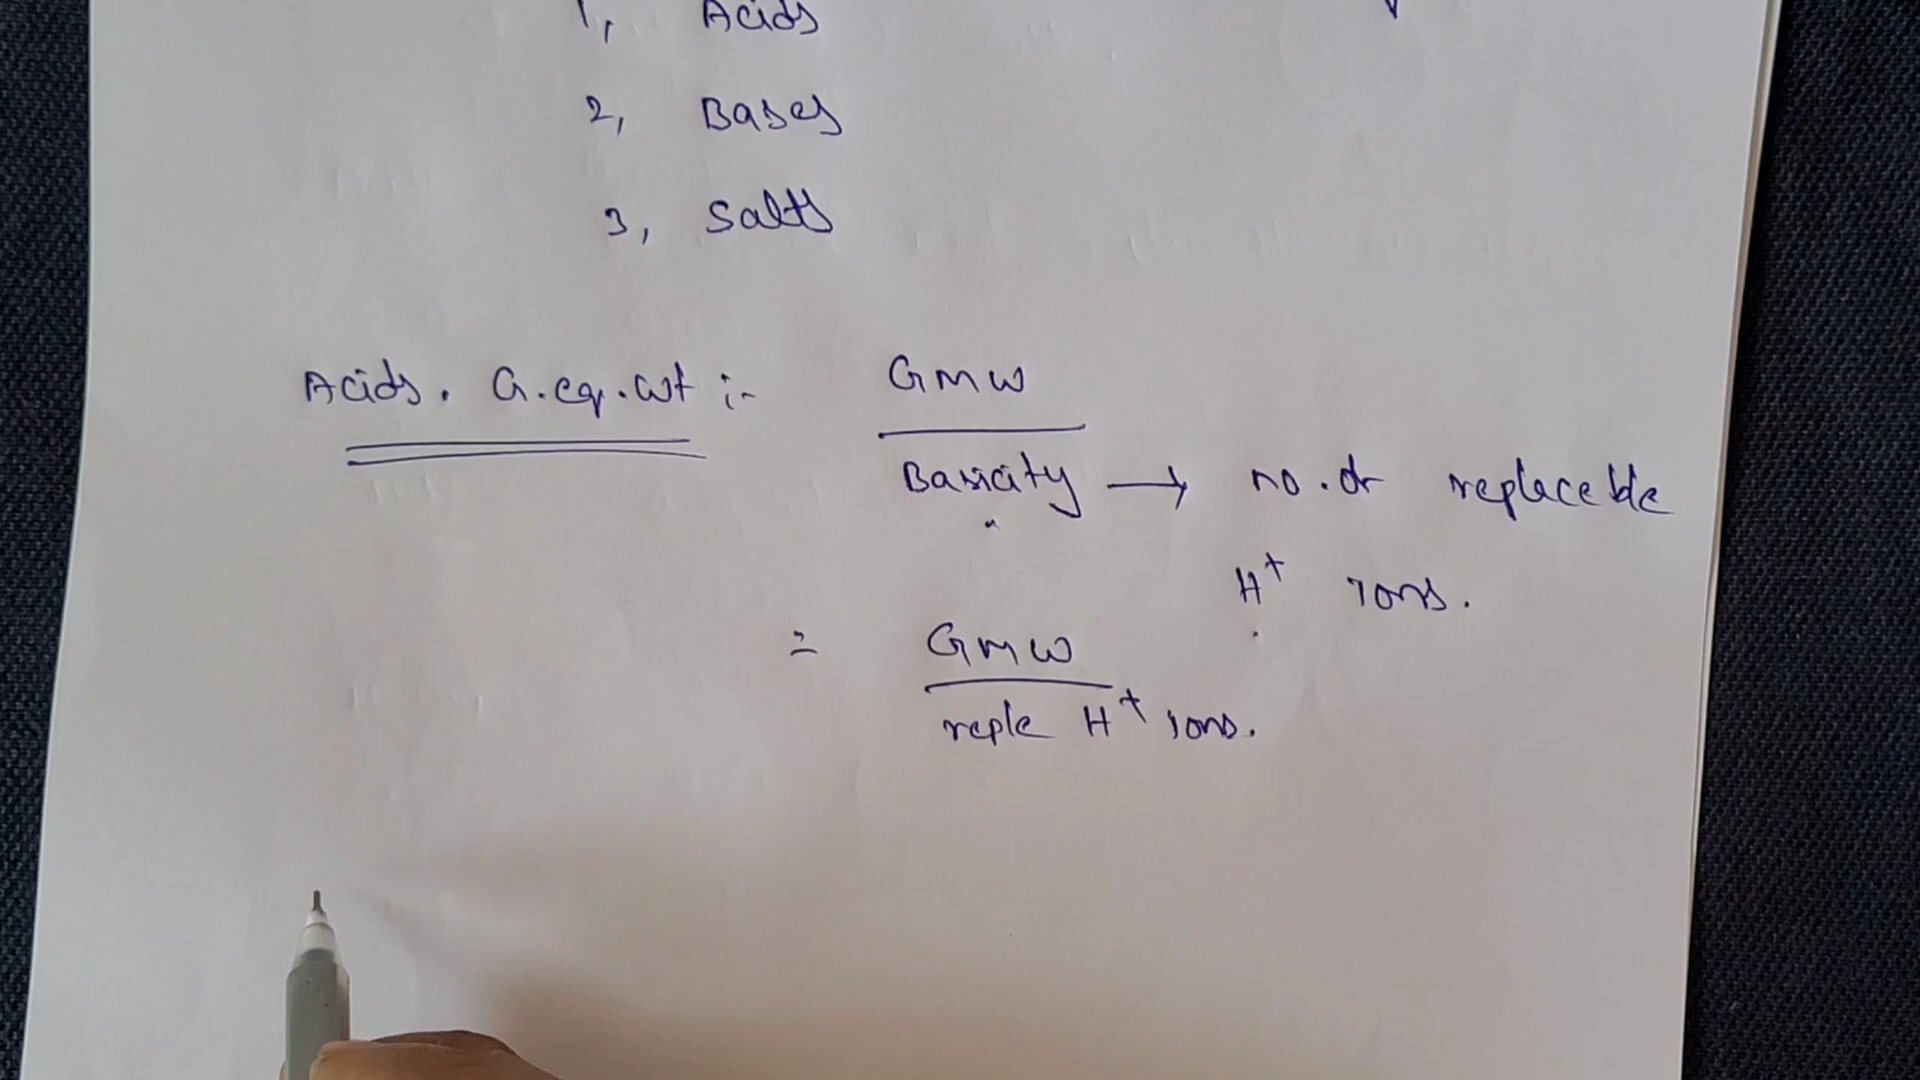 1, Acids
2, Bases
3, Salts
Acids. G.eq.wt :- GMW
Basicity → no. of replaceble
H+ ions.
= GMW
reple H+ ions.